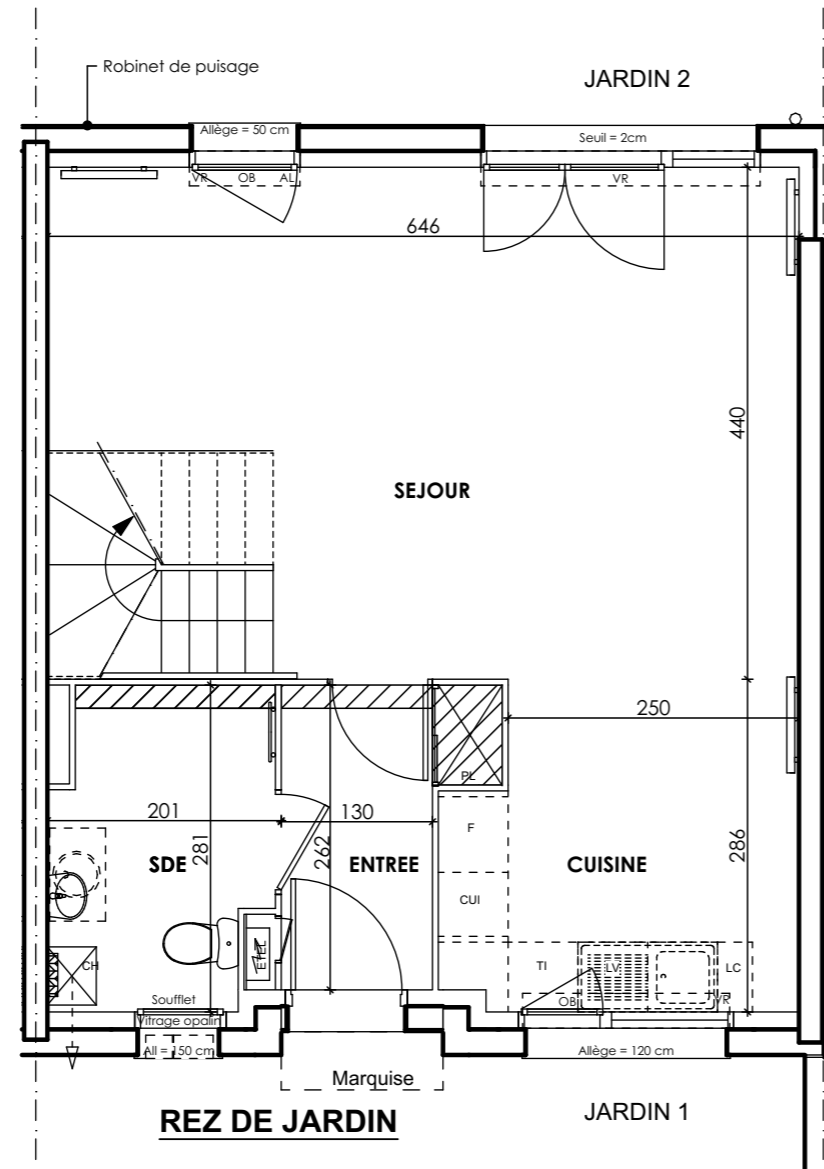 Robinet de puisage
JARDIN 2
Allège = 50 cm
Seuil = 2cm
VR OB AL
VR
646
440
SEJOUR
250
PL
201
130
281
262
286
F
SDE
ENTREE
CUISINE
CUI
ETEL
CH
TI
LV
LC
Soufflet
OB
VR
Vitrage opalin
All = 150 cm
Allège = 120 cm
Marquise
REZ DE JARDIN
JARDIN 1